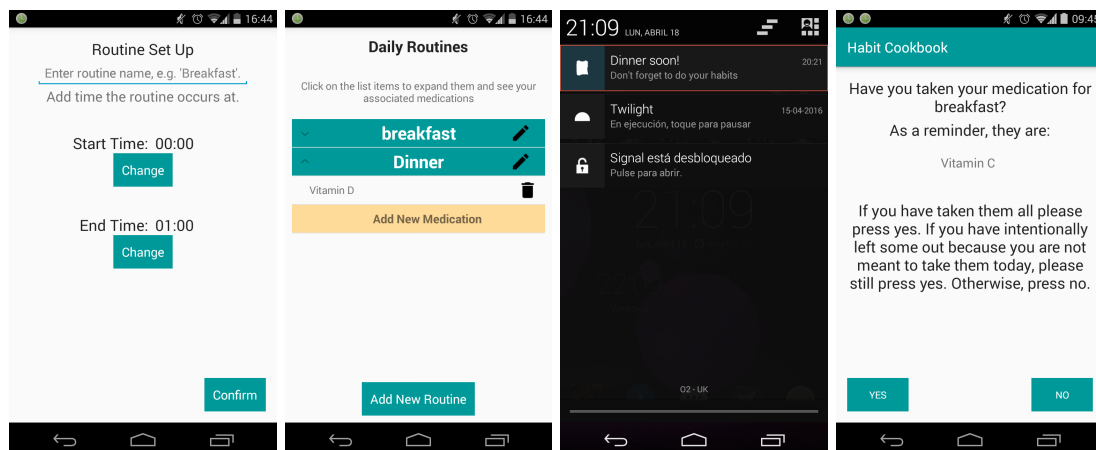 16:44
Routine Set Up
Enter routine name, e.g. 'Breakfast'.
Add time the routine occurs at.
Start Time: 00:00
Change
End Time: 01:00
Change
Confirm
16:44
Daily Routines
Click on the list items to expand them and see your
associated medications
breakfast
Dinner
Vitamin D
Add New Medication
Add New Routine
21:09 LUN, ABRIL 18
Dinner soon! 20:21
Don't forget to do your habits
Twilight 15-04-2016
En ejecución, toque para pausar
Signal está desbloqueado
Pulse para abrir.
21:09
O2 - UK
09:45
Habit Cookbook
Have you taken your medication for
breakfast?
As a reminder, they are:
Vitamin C
If you have taken them all please
press yes. If you have intentionally
left some out because you are not
meant to take them today, please
still press yes. Otherwise, press no.
YES NO